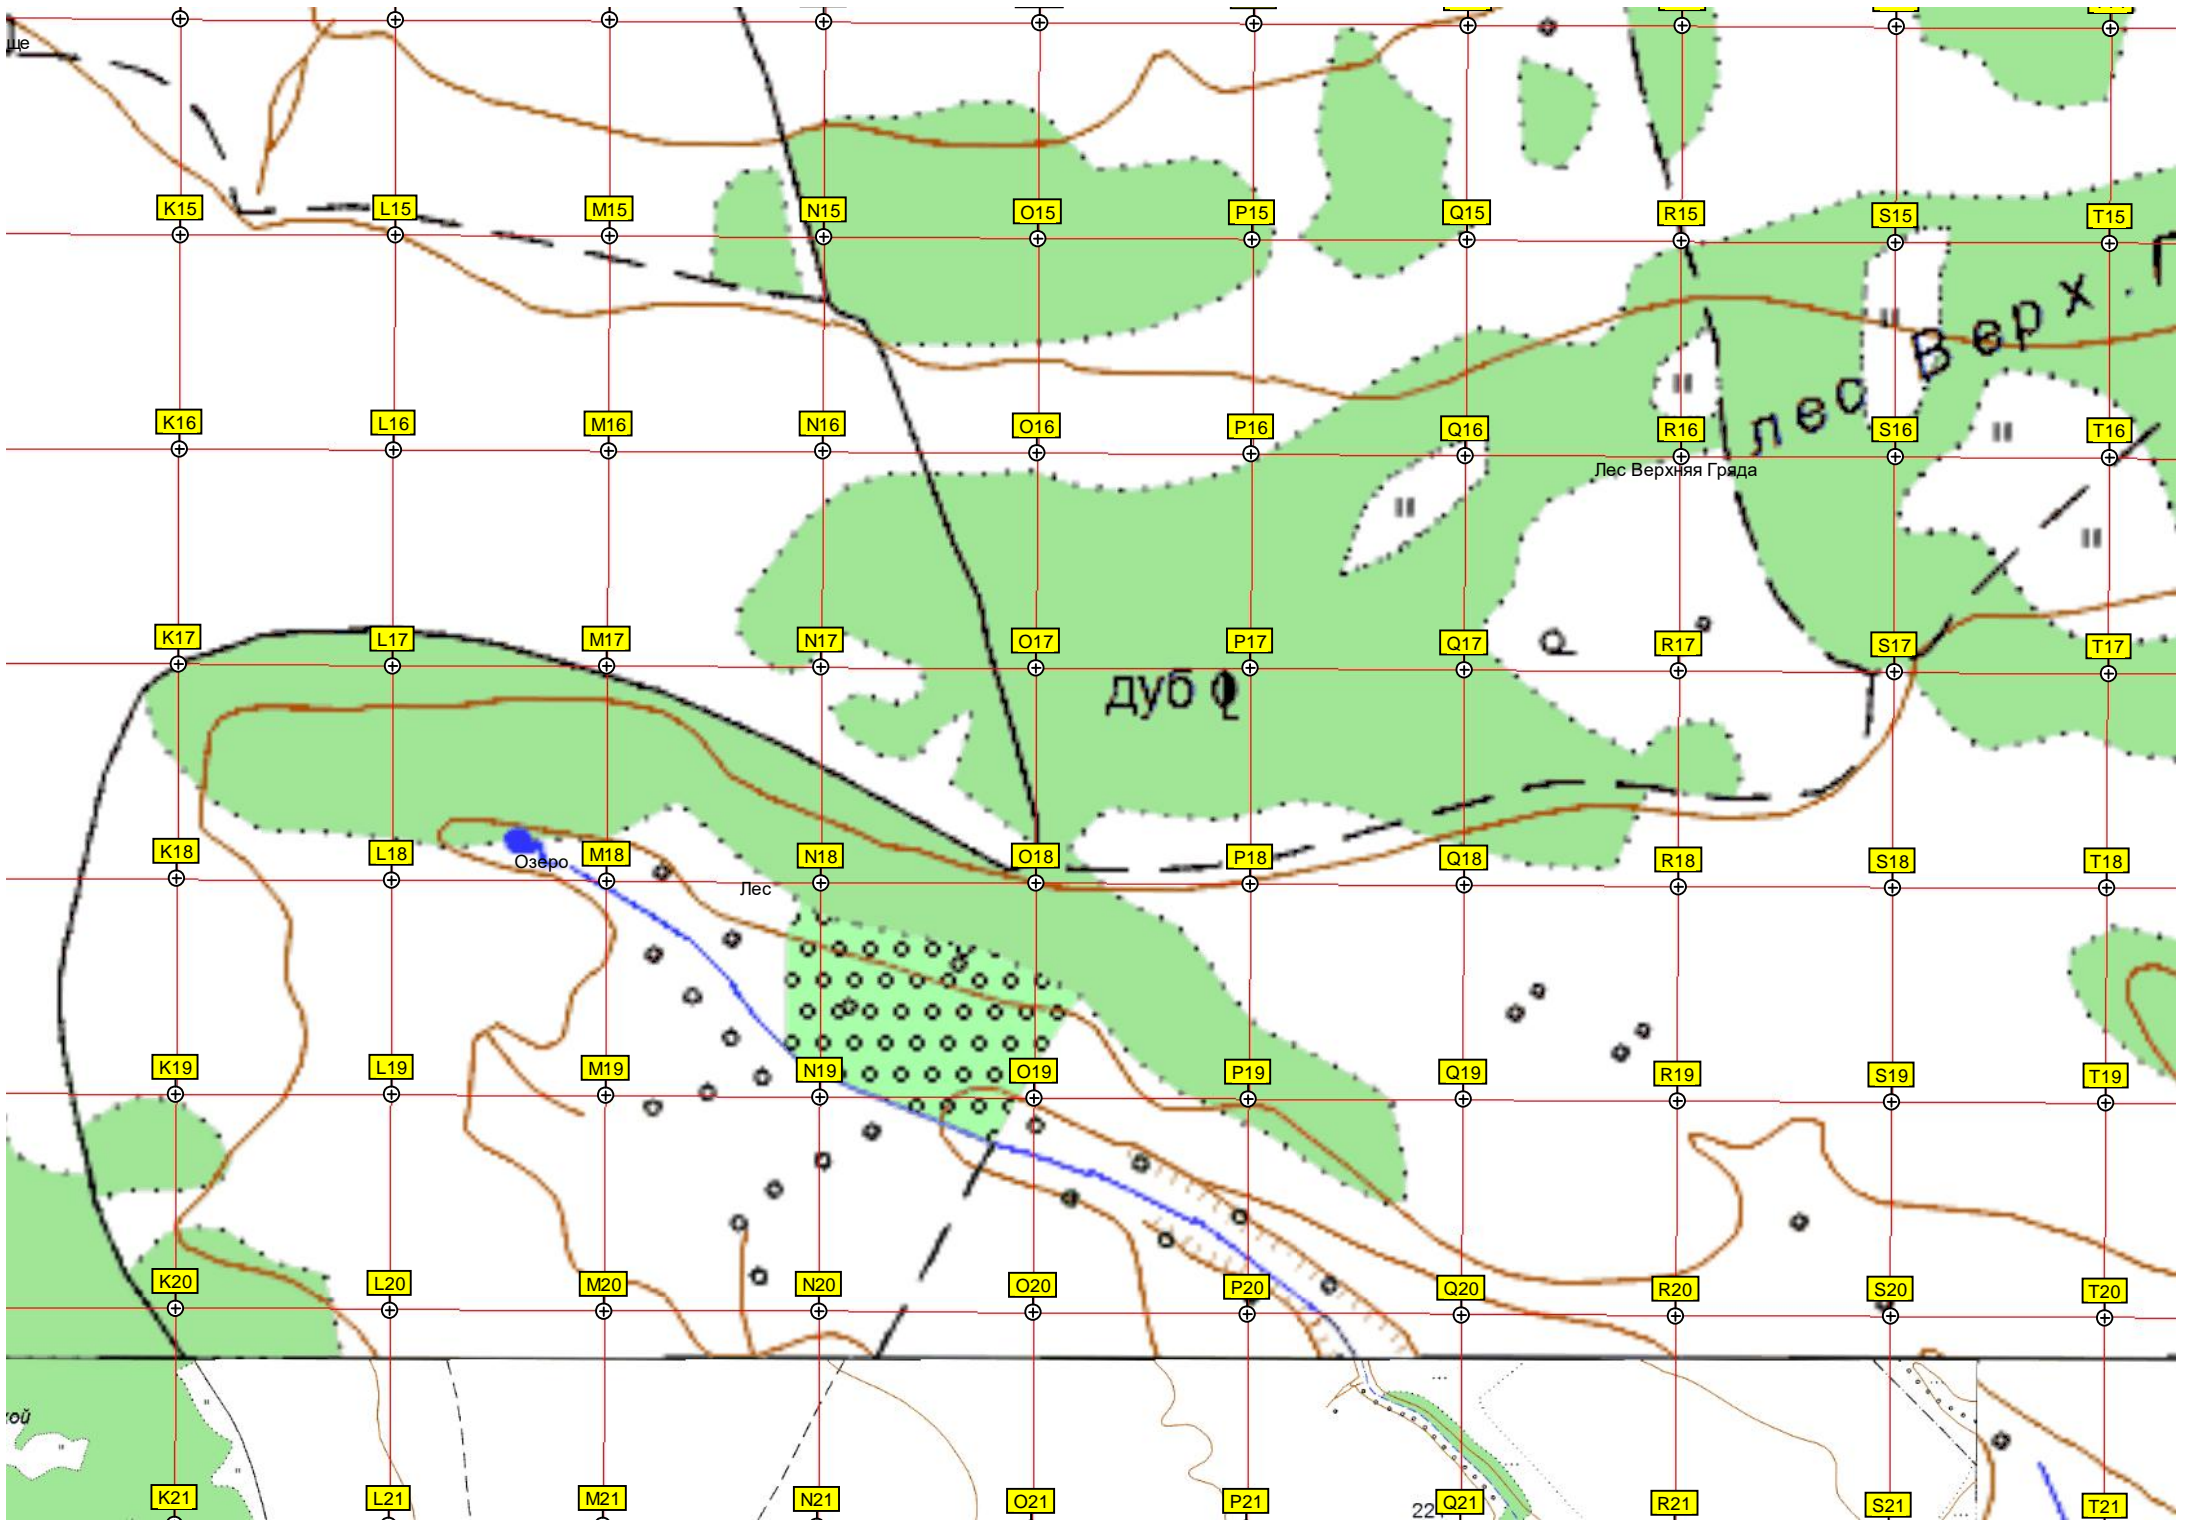 ще
K15 L15 M15 N15 O15 P15 Q15 R15 S15 T15
лес Верх. Г
K16 L16 M16 N16 O16 P16 Q16 R16 S16 T16
Лес Верхняя Гряда
K17 L17 M17 N17 O17 P17 Q17 R17 S17 T17
дуб
K18 L18 M18 N18 O18 P18 Q18 R18 S18 T18
Озеро
Лес
K19 L19 M19 N19 O19 P19 Q19 R19 S19 T19
K20 L20 M20 N20 O20 P20 Q20 R20 S20 T20
кой
K21 L21 M21 N21 O21 P21 Q21 R21 S21 T21
22